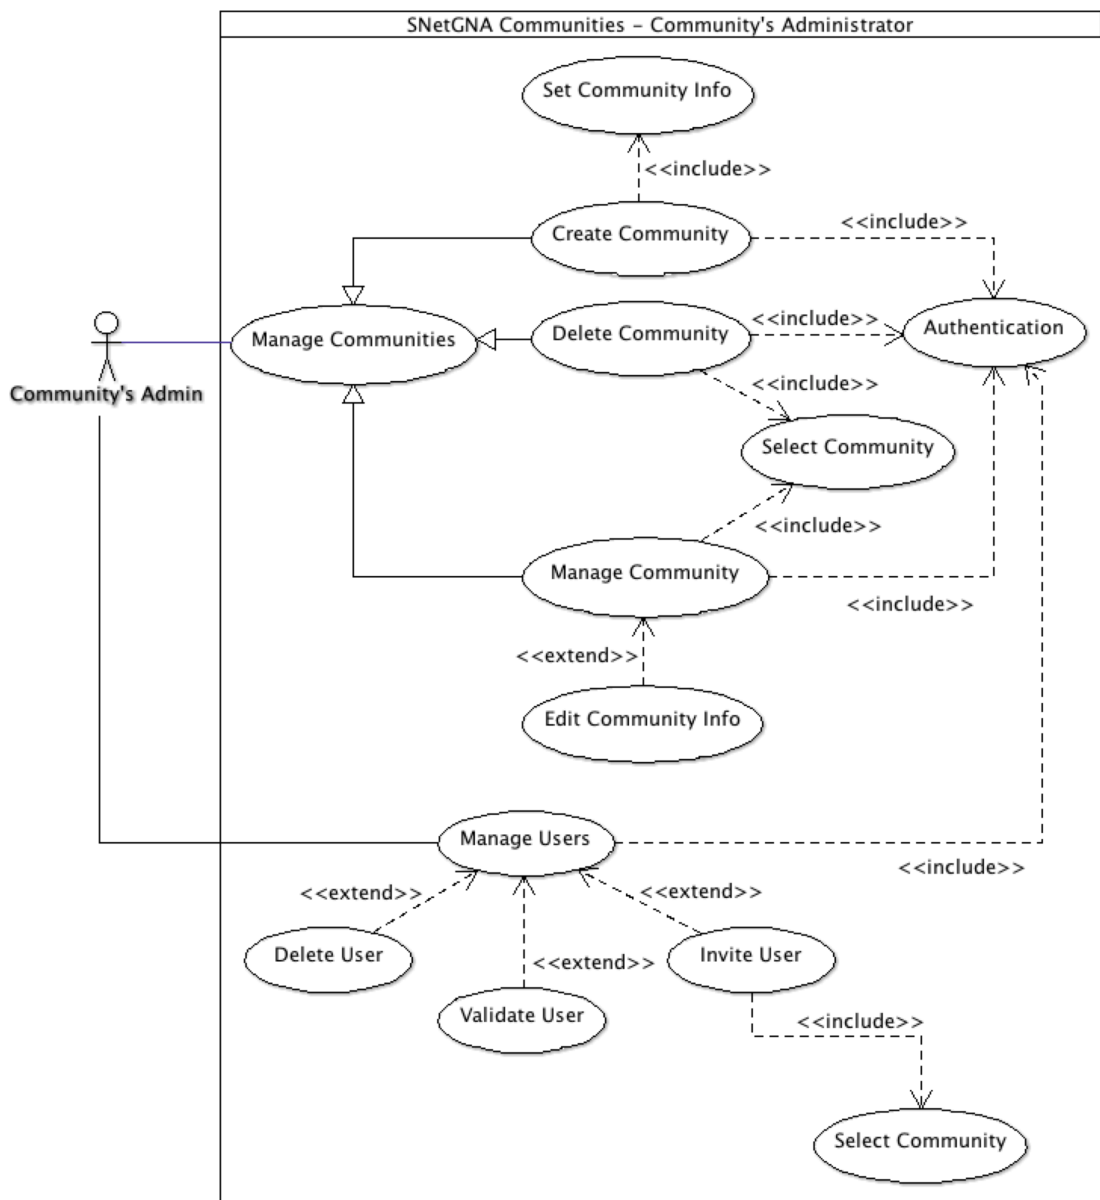 SNetGNA Communities – Community's Administrator
Set Community Info
<<include>>
Create Community
<<include>>
Manage Communities
Delete Community
<<include>>
Authentication
Community's Admin
<<include>>
Select Community
<<include>>
Manage Community
<<include>>
<<extend>>
Edit Community Info
Manage Users
<<include>>
<<extend>>
<<extend>>
Delete User
<<extend>>
Invite User
Validate User
<<include>>
Select Community